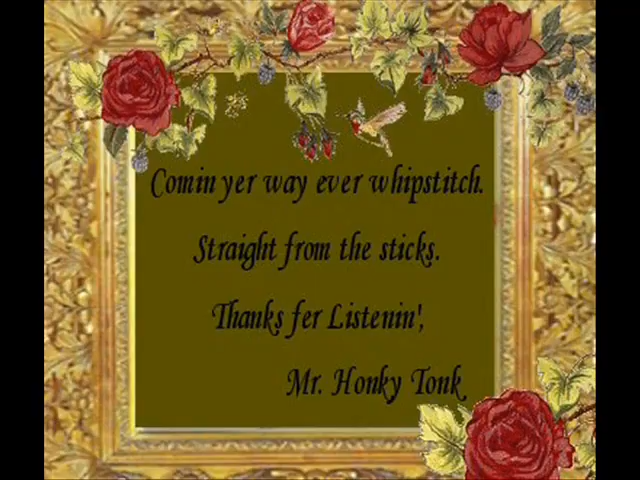 Comin yer way ever whipstitch.
Straight from the sticks.
Thanks fer Listenin',
Mr. Honky Tonk